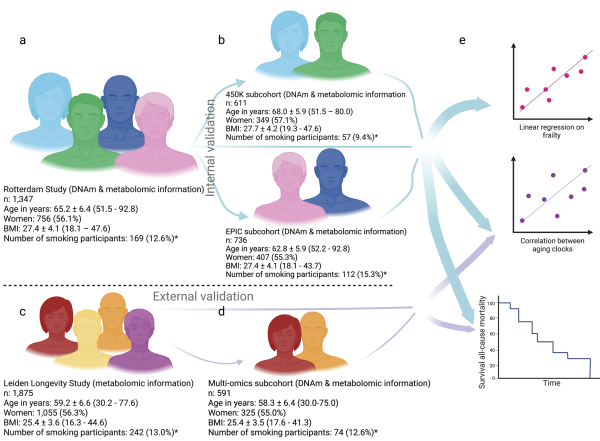 a
b
e
450K subcohort (DNAm & metabolomic information
n: 611
Age in years: 68.0 ± 5.9 (51.5 – 80.0)
Women: 349 (57.1%)
BMI: 27.7 ± 4.2 (19.3 - 47.6)
Number of smoking participants: 57 (9.4%)*
Internal validation
Linear regression on
frailty
Rotterdam Study (DNAm & metabolomic information)
n: 1,347
Age in years: 65.2 ± 6.4 (51.5 - 92.8)
Women: 756 (56.1%)
BMI: 27.4 ± 4.1 (18.1 – 47.6)
Number of smoking participants: 169 (12.6%)*
EPIC subcohort (DNAm & metabolomic information)
n: 736
Age in years: 62.8 ± 5.9 (52.2 - 92.8)
Women: 407 (55.3%)
BMI: 27.4 ± 4.1 (18.1 - 43.7)
Number of smoking participants: 112 (15.3%)*
Correlation between
aging clocks
External validation
c
d
Leiden Longevity Study (metabolomic information)
n: 1,875
Age in years: 59.2 ± 6.6 (30.2 - 77.6)
Women: 1,055 (56.3%)
BMI: 25.4 ± 3.6 (16.3 - 44.6)
Number of smoking participants: 242 (13.0%)*
Multi-omics subcohort (DNAm & metabolomic information)
n: 591
Age in years: 58.3 ± 6.4 (30.0-75.0)
Women: 325 (55.0%)
BMI: 25.4 ± 3.5 (17.6 - 41.3)
Number of smoking participants: 74 (12.6%)*
Survival all-cause mortality
100
80
60
40
20
0
Time